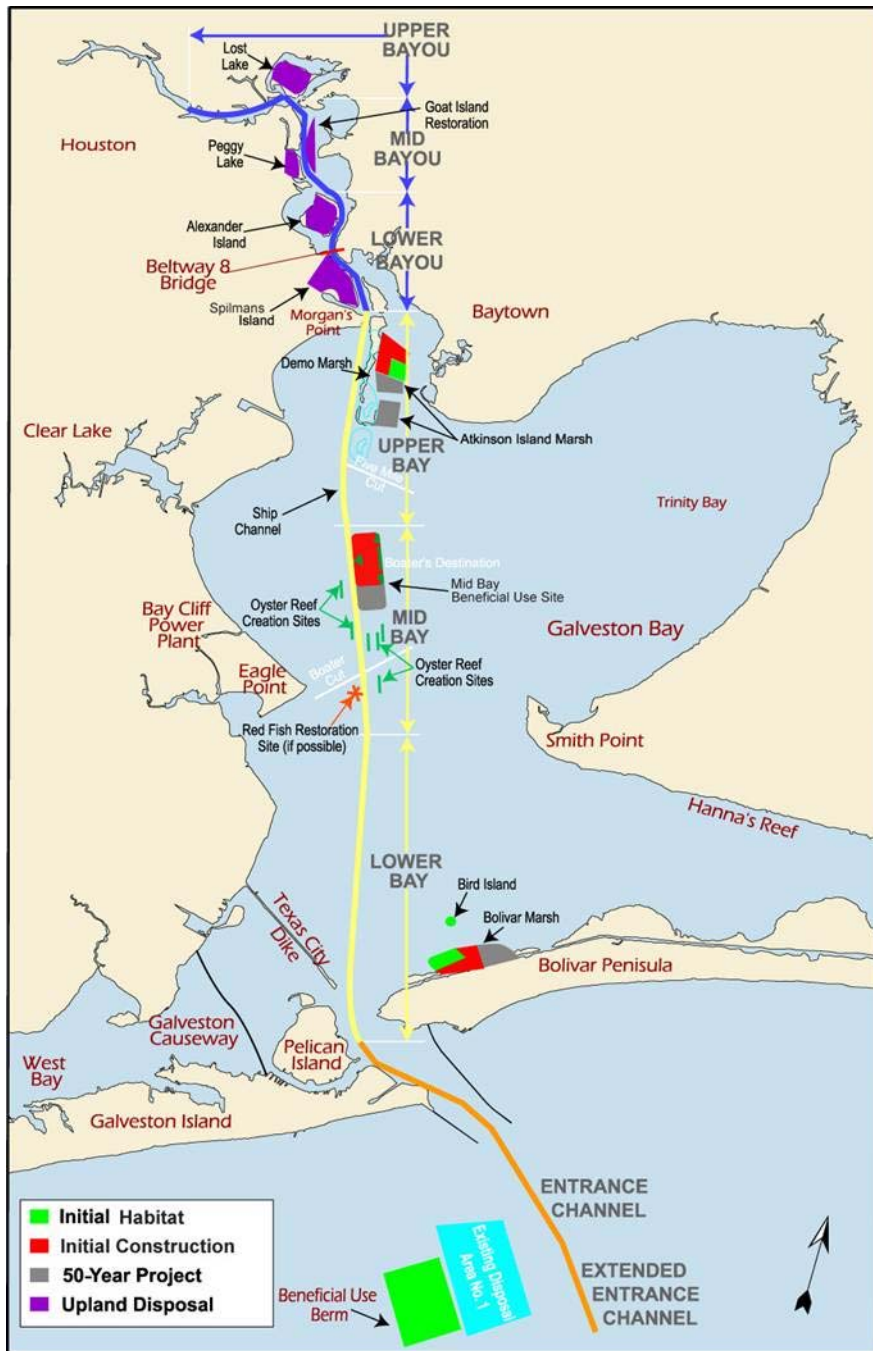 UPPER
BAYOU
Lost
Lake
Goat Island
Restoration
Houston
MID
BAYOU
Peggy
Lake
Alexander
Island
LOWER
BAYOU
Beltway 8
Bridge
Spilmans
Island
Morgan's
Point
Baytown
Demo Marsh
Atkinson Island Marsh
Clear Lake
UPPER
BAY
Five Mile
Cut
Ship
Channel
Trinity Bay
Boater's Destination
Mid Bay
Beneficial Use Site
Oyster Reef
Creation Sites
Bay Cliff
Power
Plant
MID
BAY
Galveston Bay
Eagle
Point
Boater
Cut
Oyster Reef
Creation Sites
Red Fish Restoration
Site (if possible)
Smith Point
Hanna's Reef
LOWER
BAY
Bird Island
Bolivar Marsh
Texas City
Dike
Bolivar Penisula
Galveston
Causeway
Pelican
Island
West
Bay
Galveston Island
ENTRANCE
CHANNEL
Initial Habitat
Initial Construction
50-Year Project
Upland Disposal
Existing Disposal
Area No. 1
Beneficial Use
Berm
EXTENDED
ENTRANCE
CHANNEL